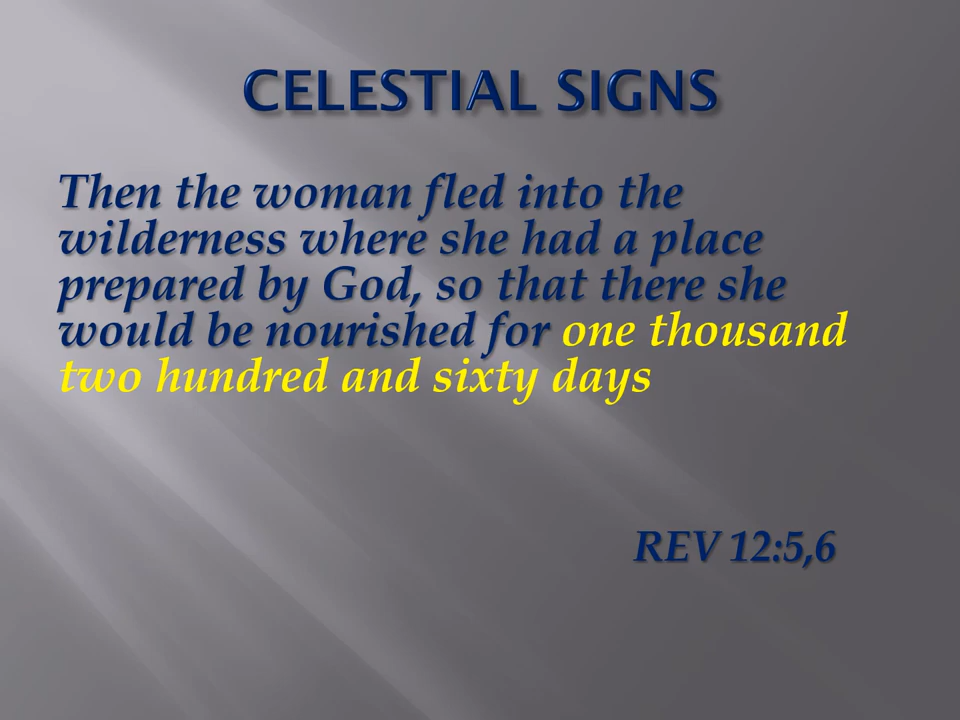 CELESTIAL SIGNS
Then the woman fled into the
wilderness where she had a place
prepared by God, so that there she
would be nourished for one thousand
two hundred and sixty days
REV 12:5,6